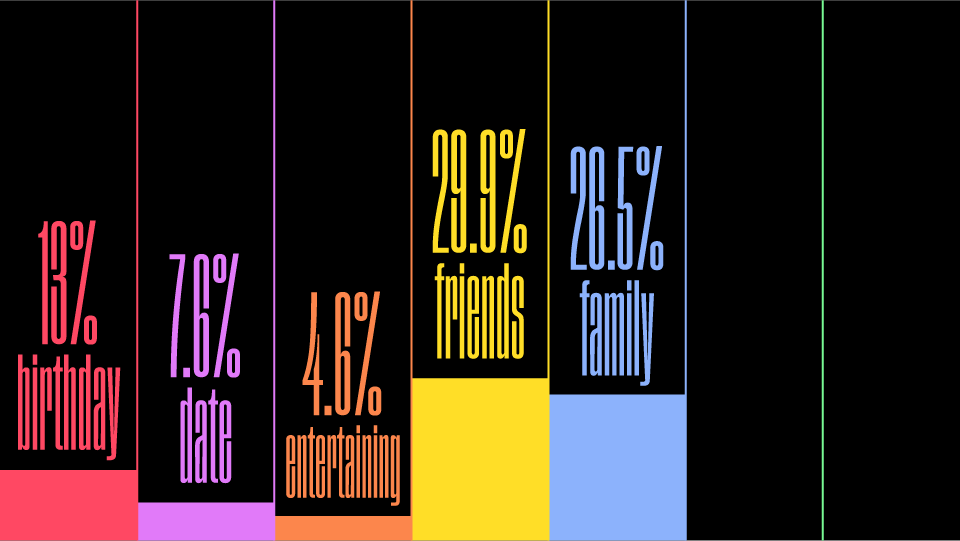 13%
birthday
7.6%
date
4.6%
entertaining
29.9%
friends
26.5%
family